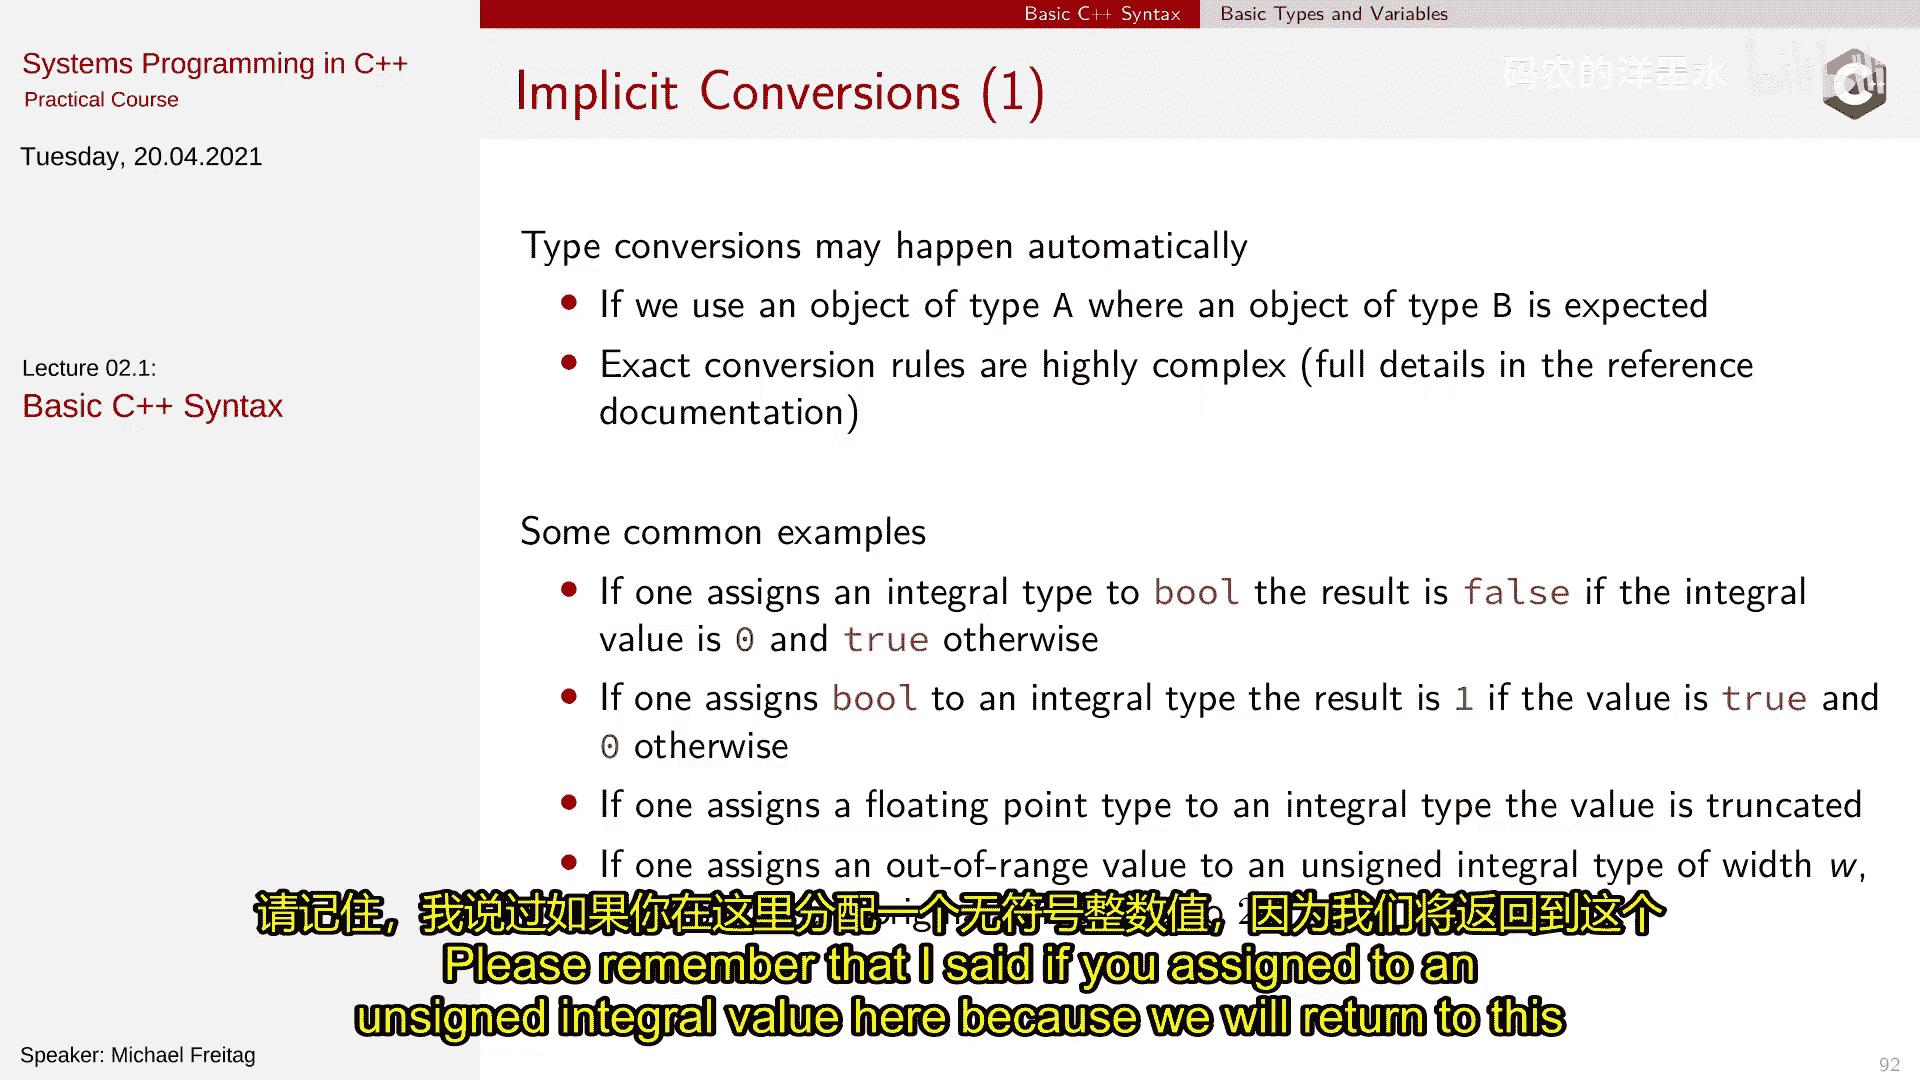 Basic C++ Syntax
Basic Types and Variables
Systems Programming in C++
Practical Course
Tuesday, 20.04.2021
Lecture 02.1:
Basic C++ Syntax
Speaker: Michael Freitag
Implicit Conversions (1)
码农的洋墨水
Type conversions may happen automatically
If we use an object of type A where an object of type B is expected
Exact conversion rules are highly complex (full details in the reference
documentation)
Some common examples
If one assigns an integral type to bool the result is false if the integral
value is 0 and true otherwise
If one assigns bool to an integral type the result is 1 if the value is true and
0 otherwise
If one assigns a floating point type to an integral type the value is truncated
If one assigns an out-of-range value to an unsigned integral type of width w,
请记住，我说过如果你在这里分配一个无符号整数值，因为我们将返回到这个
Please remember that I said if you assigned to an
unsigned integral value here because we will return to this
92